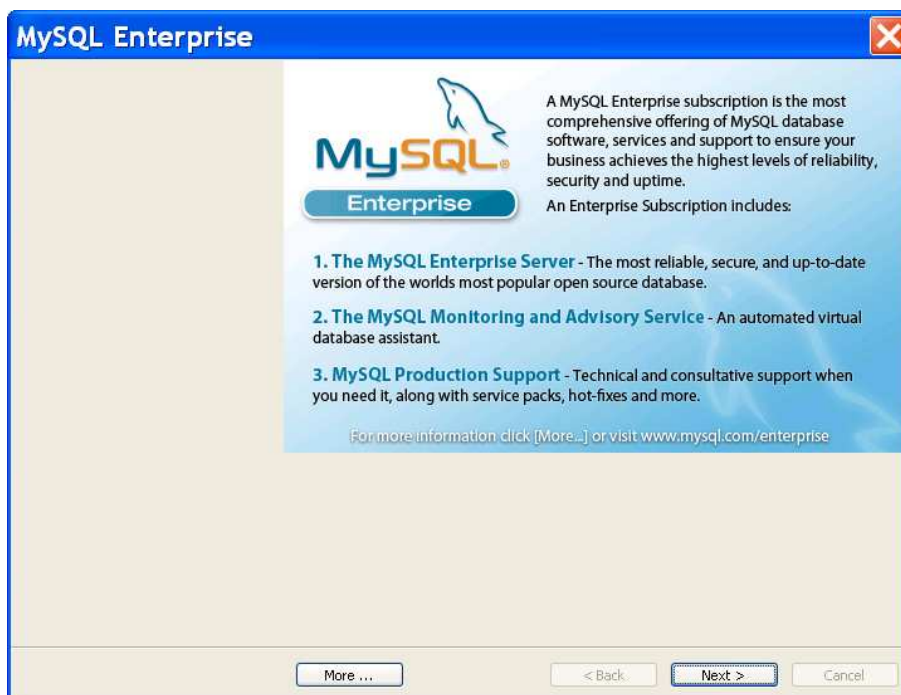 MySQL Enterprise
MySQL®
Enterprise
A MySQL Enterprise subscription is the most
comprehensive offering of MySQL database
software, services and support to ensure your
business achieves the highest levels of reliability,
security and uptime.
An Enterprise Subscription includes:
1. The MySQL Enterprise Server - The most reliable, secure, and up-to-date
version of the worlds most popular open source database.
2. The MySQL Monitoring and Advisory Service - An automated virtual
database assistant.
3. MySQL Production Support - Technical and consultative support when
you need it, along with service packs, hot-fixes and more.
For more information click [More...] or visit www.mysql.com/enterprise
More ...
< Back
Next >
Cancel